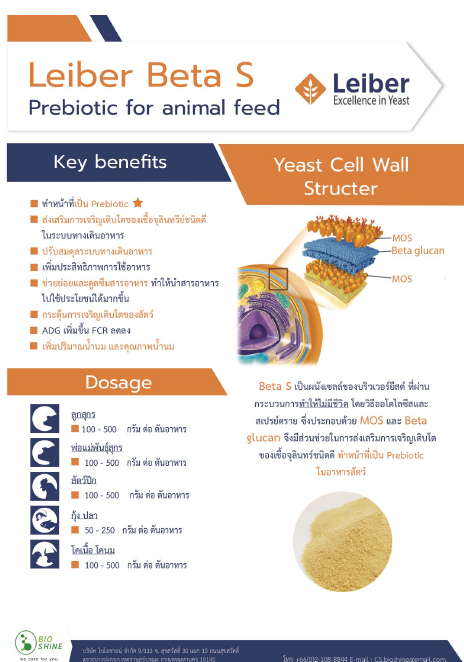 Leiber Beta S
Prebiotic for animal feed
Leiber
Excellence in Yeast
Key benefits
ทำหน้าที่เป็น Prebiotic
ส่งเสริมการเจริญเติบโตของเชื้อจุลินทรีย์ชนิดดี
ในระบบทางเดินอาหาร
ปรับสมดุลระบบทางเดินอาหาร
เพิ่มประสิทธิภาพการใช้อาหาร
ช่วยย่อยและดูดซึมสารอาหาร ทำให้นำสารอาหาร
ไปใช้ประโยชน์ได้มากขึ้น
กระตุ้นการเจริญเติบโตของสัตว์
ADG เพิ่มขึ้น FCR ลดลง
เพิ่มปริมาณน้ำนม และคุณภาพน้ำนม
Dosage
ลูกสุกร
100 - 500 กรัม ต่อ ตันอาหาร
พ่อแม่พันธุ์สุกร
100 - 500 กรัม ต่อ ตันอาหาร
สัตว์ปีก
100 - 500 กรัม ต่อ ตันอาหาร
กุ้ง ปลา
50 - 250 กรัม ต่อ ตันอาหาร
โคเนื้อ โคนม
100 - 500 กรัม ต่อ ตันอาหาร
Yeast Cell Wall
Structer
MOS
Beta glucan
MOS
Beta S เป็นผนังเซลล์ของบริวเวอร์ยีสต์ ที่ผ่าน
กระบวนการทำให้ไม่มีชีวิต โดยวิธีออโตไลซีสและ
สเปรย์ดราย ซึ่งประกอบด้วย MOS และ Beta
glucan จึงมีส่วนช่วยในการส่งเสริมการเจริญเติบโต
ของเชื้อจุลินทร์ชนิดดี ทำหน้าที่เป็น Prebiotic
ในอาหารสัตว์
BIO
SHINE
we care for you
บริษัท ไบโอชายน์ จำกัด 9/111 ซ. สุขสวัสดิ์ 30 แยก 10 ถนนสุขสวัสดิ์
โทร +66(0)2-108-8844 E-mail : CS.bioshine@gmail.com